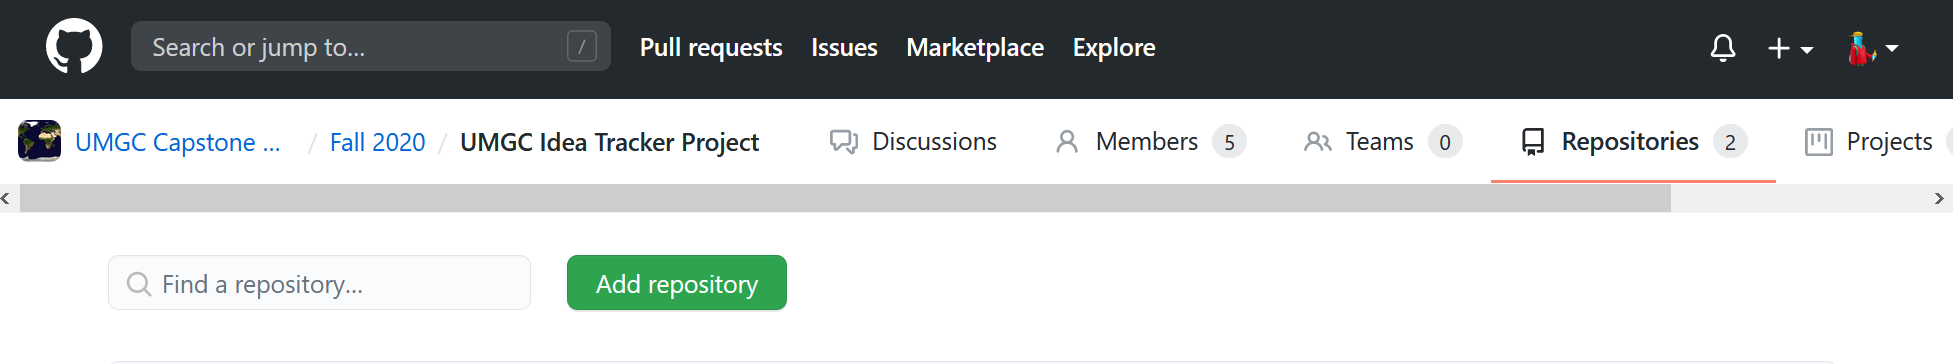 Search or jump to... / Pull requests Issues Marketplace Explore
UMGC Capstone ... / Fall 2020 / UMGC Idea Tracker Project Discussions Members 5 Teams 0 Repositories 2 Projects
Find a repository... Add repository